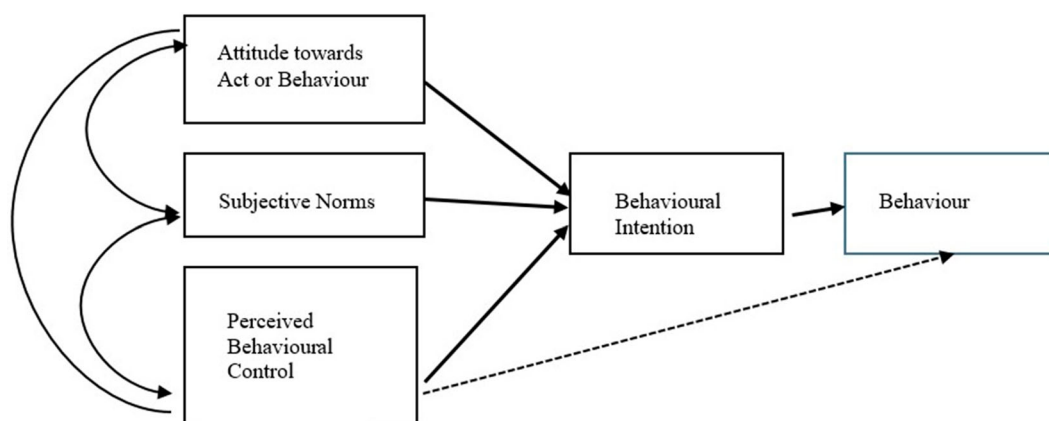 Attitude towards
Act or Behaviour
Subjective Norms
Behavioural
Intention
Behaviour
Perceived
Behavioural
Control